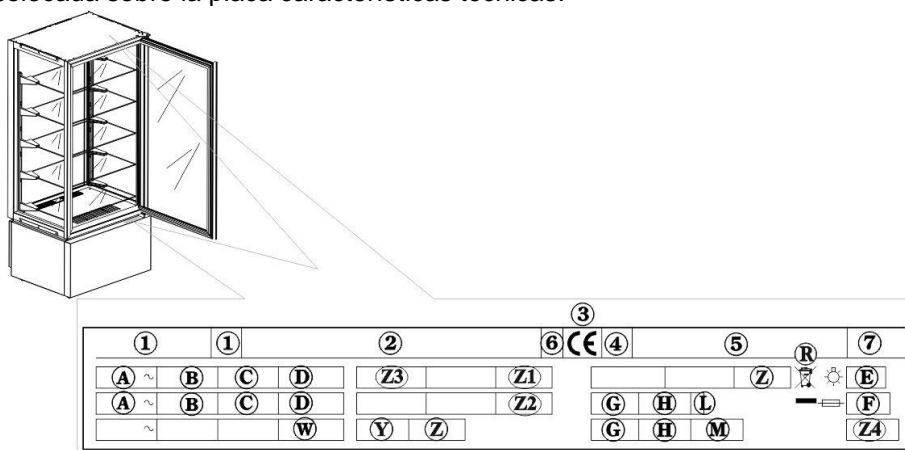 colocada sobre la placa características técnicas.
3
1 1 2 6 CE 4 5 7
R
A ~ B C D Z3 Z1 Z E
A ~ B C D Z2 G H L F
~ W Y Z G H M Z4